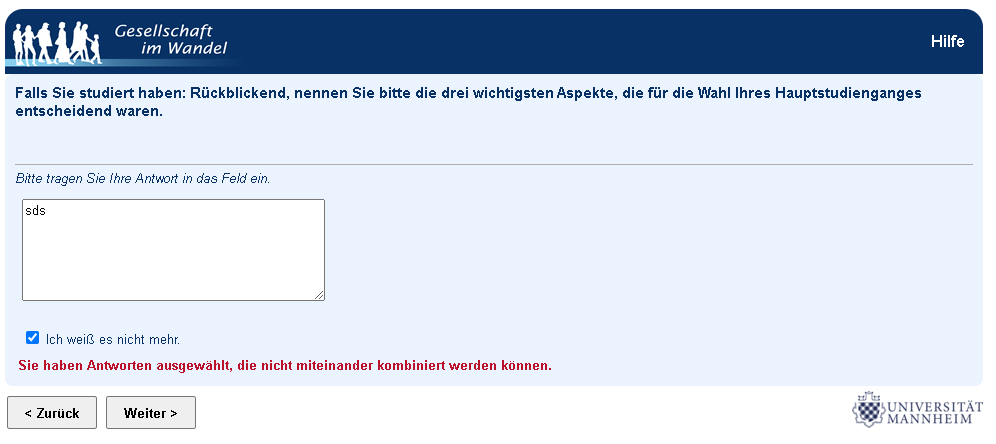 Gesellschaft
im Wandel
Hilfe
Falls Sie studiert haben: Rückblickend, nennen Sie bitte die drei wichtigsten Aspekte, die für die Wahl Ihres Hauptstudienganges
entscheidend waren.
Bitte tragen Sie Ihre Antwort in das Feld ein.
sds
Ich weiß es nicht mehr.
Sie haben Antworten ausgewählt, die nicht miteinander kombiniert werden können.
< Zurück
Weiter >
UNIVERSITÄT
MANNHEIM